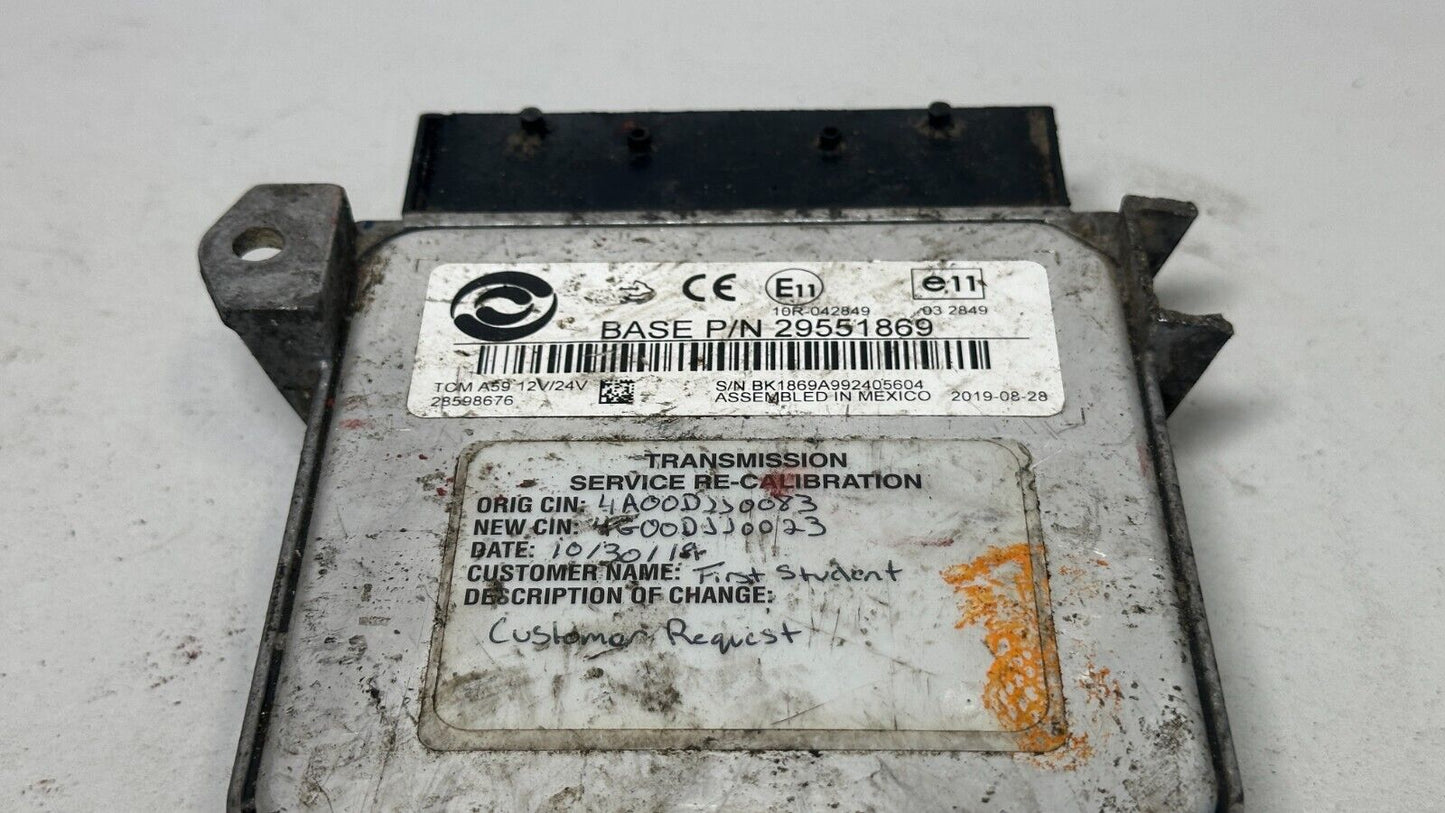 CE E11 e11
10R-042849 03 2849
BASE P/N 29551869
TCM A59 12V/24V
28598676
S/N BK1869A992405604
ASSEMBLED IN MEXICO 2019-08-28
TRANSMISSION
SERVICE RE-CALIBRATION
ORIG CIN: 4A00DJJ0083
NEW CIN: 4G00DJJ0023
DATE: 10/30/19
CUSTOMER NAME: First Student
DESCRIPTION OF CHANGE:
Customer Request